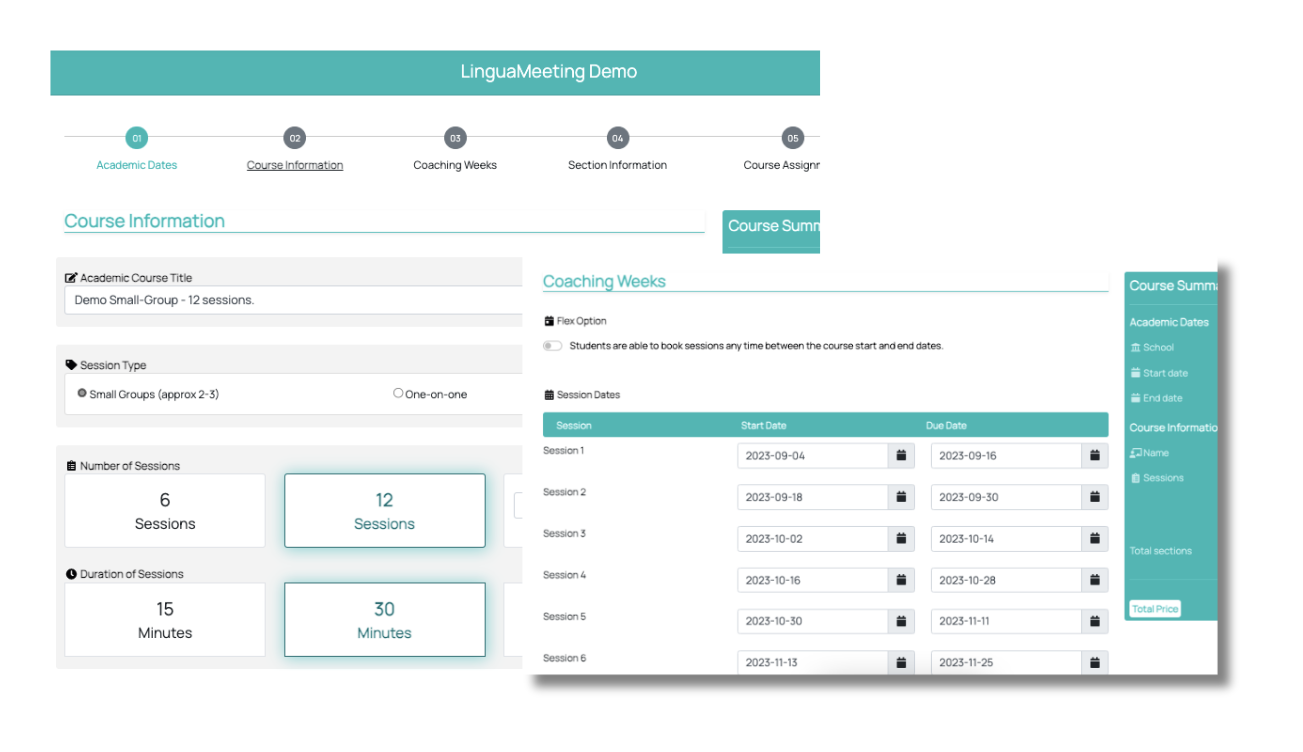 LinguaMeeting Demo
01
02
03
04
05
Academic Dates
Course Information
Coaching Weeks
Section Information
Course Assignr
Course Information
Course Summ
Academic Course Title
Demo Small-Group - 12 sessions.
Session Type
Small Groups (approx 2-3)
One-on-one
Number of Sessions
6
Sessions
12
Sessions
Duration of Sessions
15
Minutes
30
Minutes
Coaching Weeks
Flex Option
Students are able to book sessions any time between the course start and end dates.
Session Dates
Session Start Date Due Date
Session 1 2023-09-04 2023-09-16
Session 2 2023-09-18 2023-09-30
Session 3 2023-10-02 2023-10-14
Session 4 2023-10-16 2023-10-28
Session 5 2023-10-30 2023-11-11
Session 6 2023-11-13 2023-11-25
Course Summa
Academic Dates
School
Start date
End date
Course Informatio
Name
Sessions
Total sections
Total Price